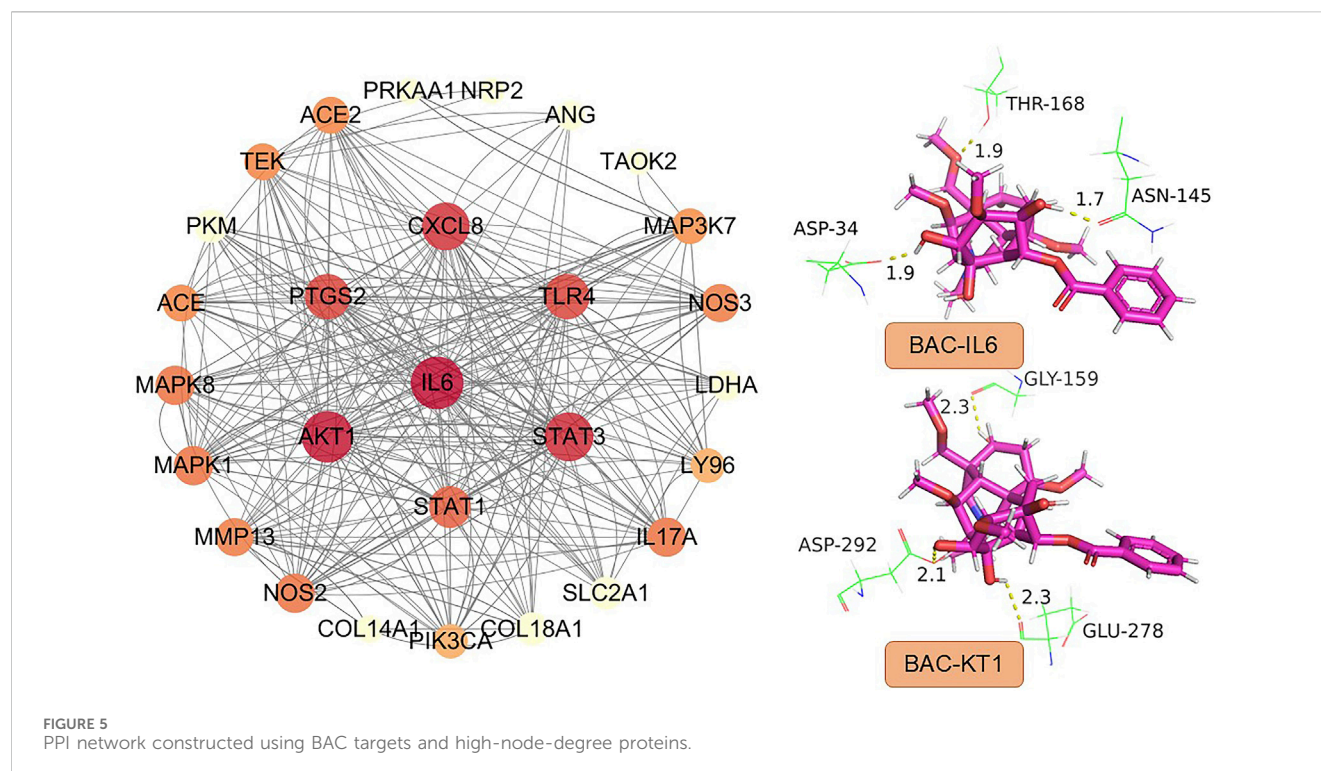 PRKAA1 NRP2
ACE2
ANG
TEK
TAOK2
PKM
CXCL8
MAP3K7
ACE
PTGS2
TLR4
NOS3
MAPK8
IL6
LDHA
AKT1
STAT3
MAPK1
LY96
STAT1
MMP13
IL17A
NOS2
SLC2A1
COL14A1
PIK3CA
COL18A1
THR-168
1.9
ASN-145
1.7
ASP-34
1.9
BAC-IL6
GLY-159
2.3
ASP-292
2.1
2.3
GLU-278
BAC-KT1
FIGURE 5
PPI network constructed using BAC targets and high-node-degree proteins.